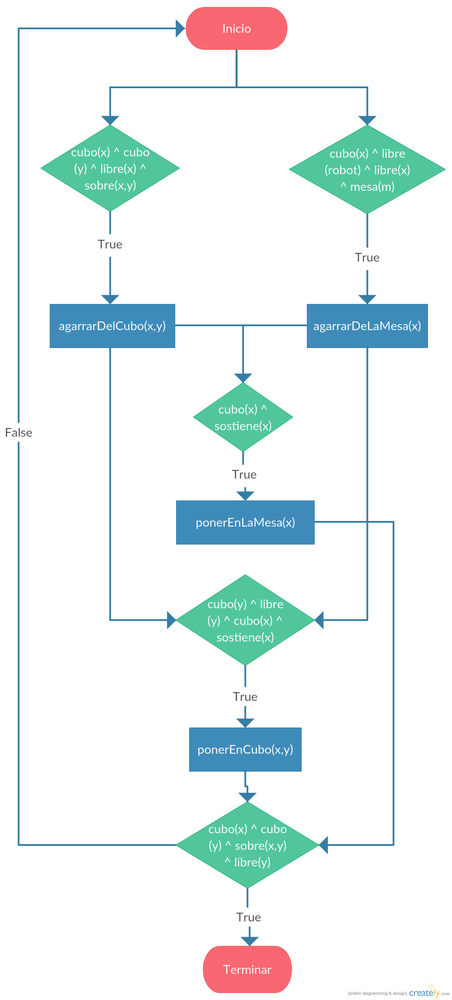 Inicio
cubo(x) ^ cubo
(y) ^ libre(x) ^
sobre(x,y)
cubo(x) ^ libre
(robot) ^ libre(x)
^ mesa(m)
True
True
agarrarDelCubo(x,y)
agarrarDeLaMesa(x)
cubo(x) ^
sostiene(x)
False
True
ponerEnLaMesa(x)
cubo(y) ^ libre
(y) ^ cubo(x) ^
sostiene(x)
True
ponerEnCubo(x,y)
cubo(x) ^ cubo
(y) ^ sobre(x,y)
^ libre(y)
True
Terminar
[online diagramming & design] creately.com